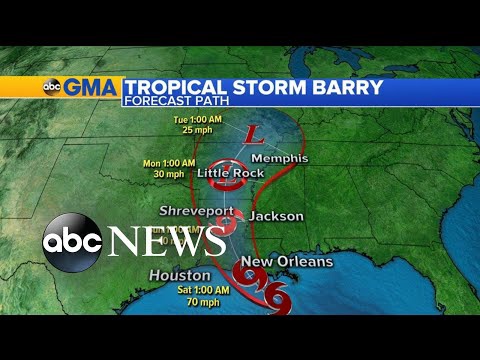 abc GMA TROPICAL STORM BARRY
FORECAST PATH
Tue 1:00 AM
25 mph
L
Memphis
Mon 1:00 AM
30 mph
Little Rock
L
Shreveport
Jackson
1:00 AM
abc NEWS
New Orleans
Houston
Sat 1:00 AM
70 mph